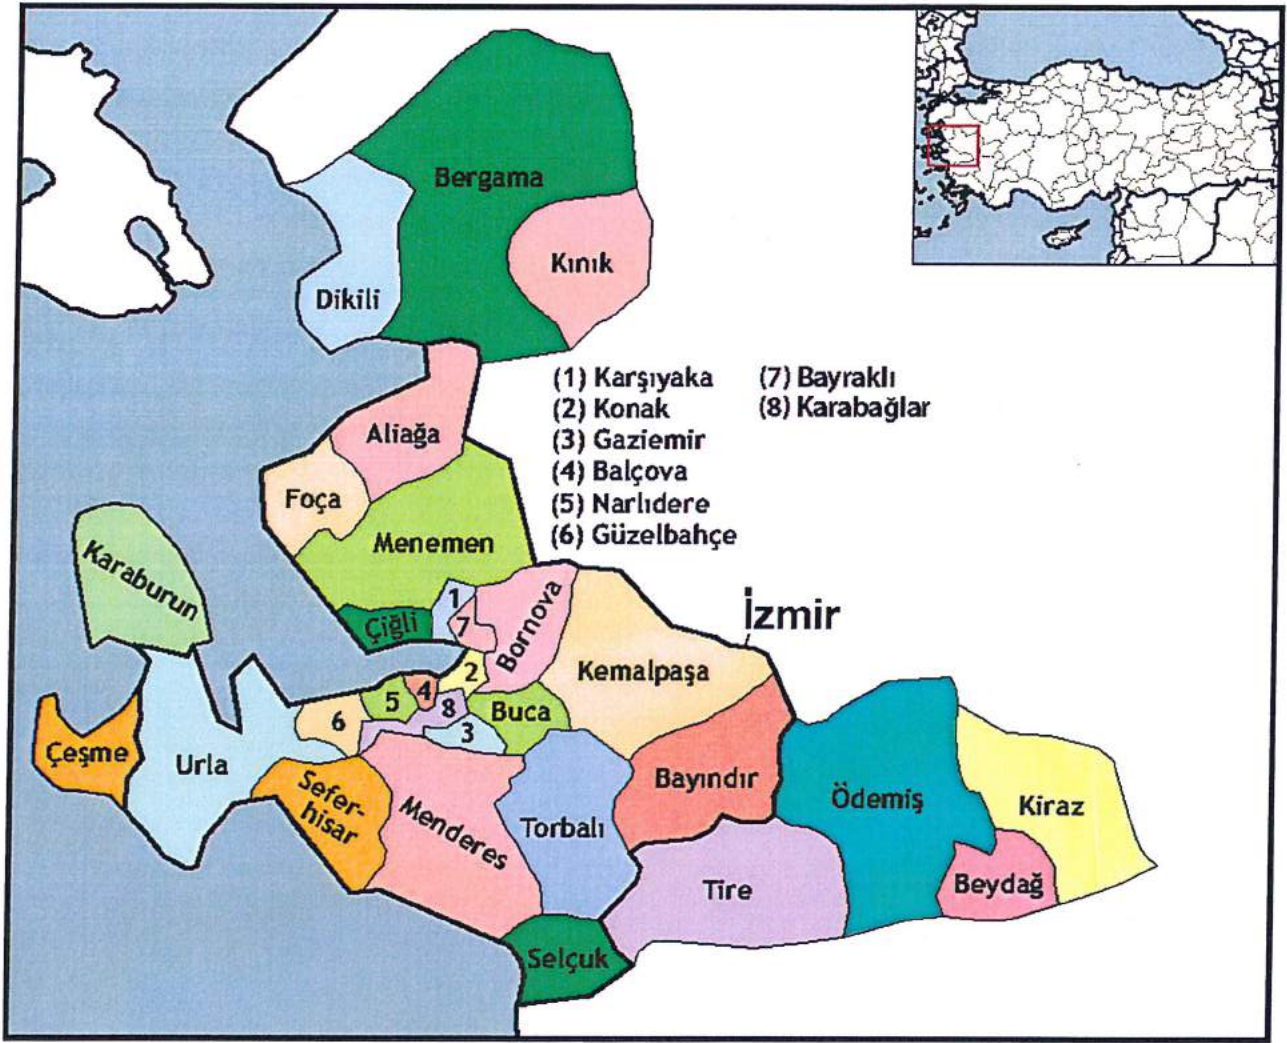 Bergama
Kınık
Dikili
(1) Karşıyaka
(2) Konak
(3) Gaziemir
(4) Balçova
(5) Narlıdere
(6) Güzelbahçe
(7) Bayraklı
(8) Karabağlar
Aliağa
Foça
Menemen
Karaburun
Çiğli
1
7
Bornova
İzmir
2
Kemalpaşa
4
5
8
6
3
Buca
Çeşme
Urla
Sefer-
hisar
Menderes
Torbalı
Bayındır
Ödemiş
Kiraz
Beydağ
Tire
Selçuk